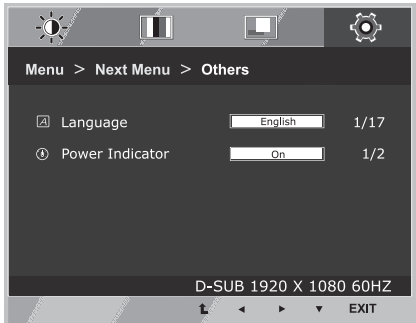 Menu > Next Menu > Others
A Language English 1/17
Power Indicator On 1/2
D-SUB 1920 X 1080 60HZ
EXIT